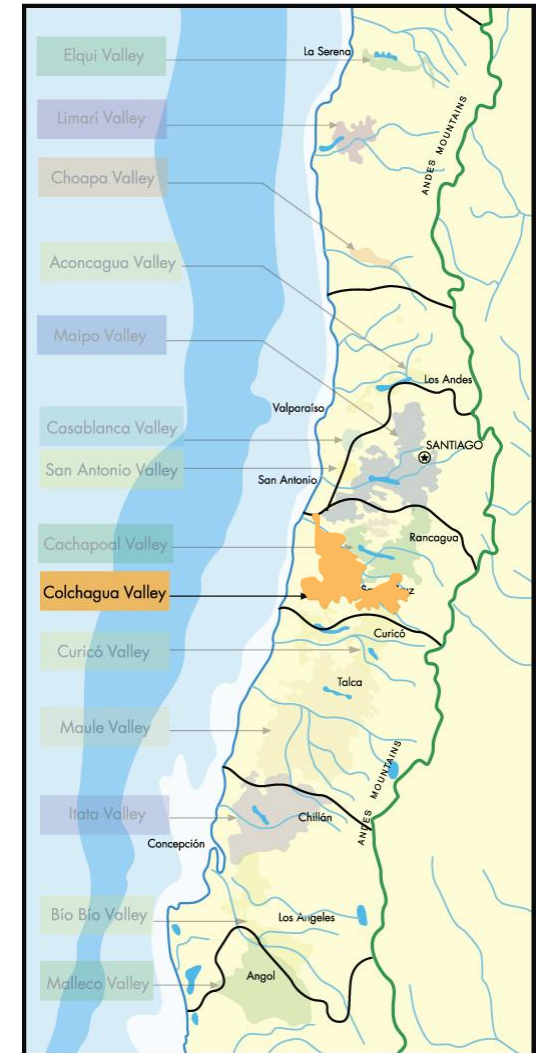 La Serena
Elqui Valley
Limari Valley
ANDES MOUNTAINS
Choapa Valley
Aconcagua Valley
Maipo Valley
Los Andes
Valparaíso
Casablanca Valley
SANTIAGO
San Antonio Valley
San Antonio
Rancagua
Cachapoal Valley
Colchagua Valley
Curicó
Curicó Valley
Talca
Maule Valley
ANDES MOUNTAINS
Itata Valley
Chillán
Concepción
Bío Bío Valley
Los Angeles
Angol
Malleco Valley